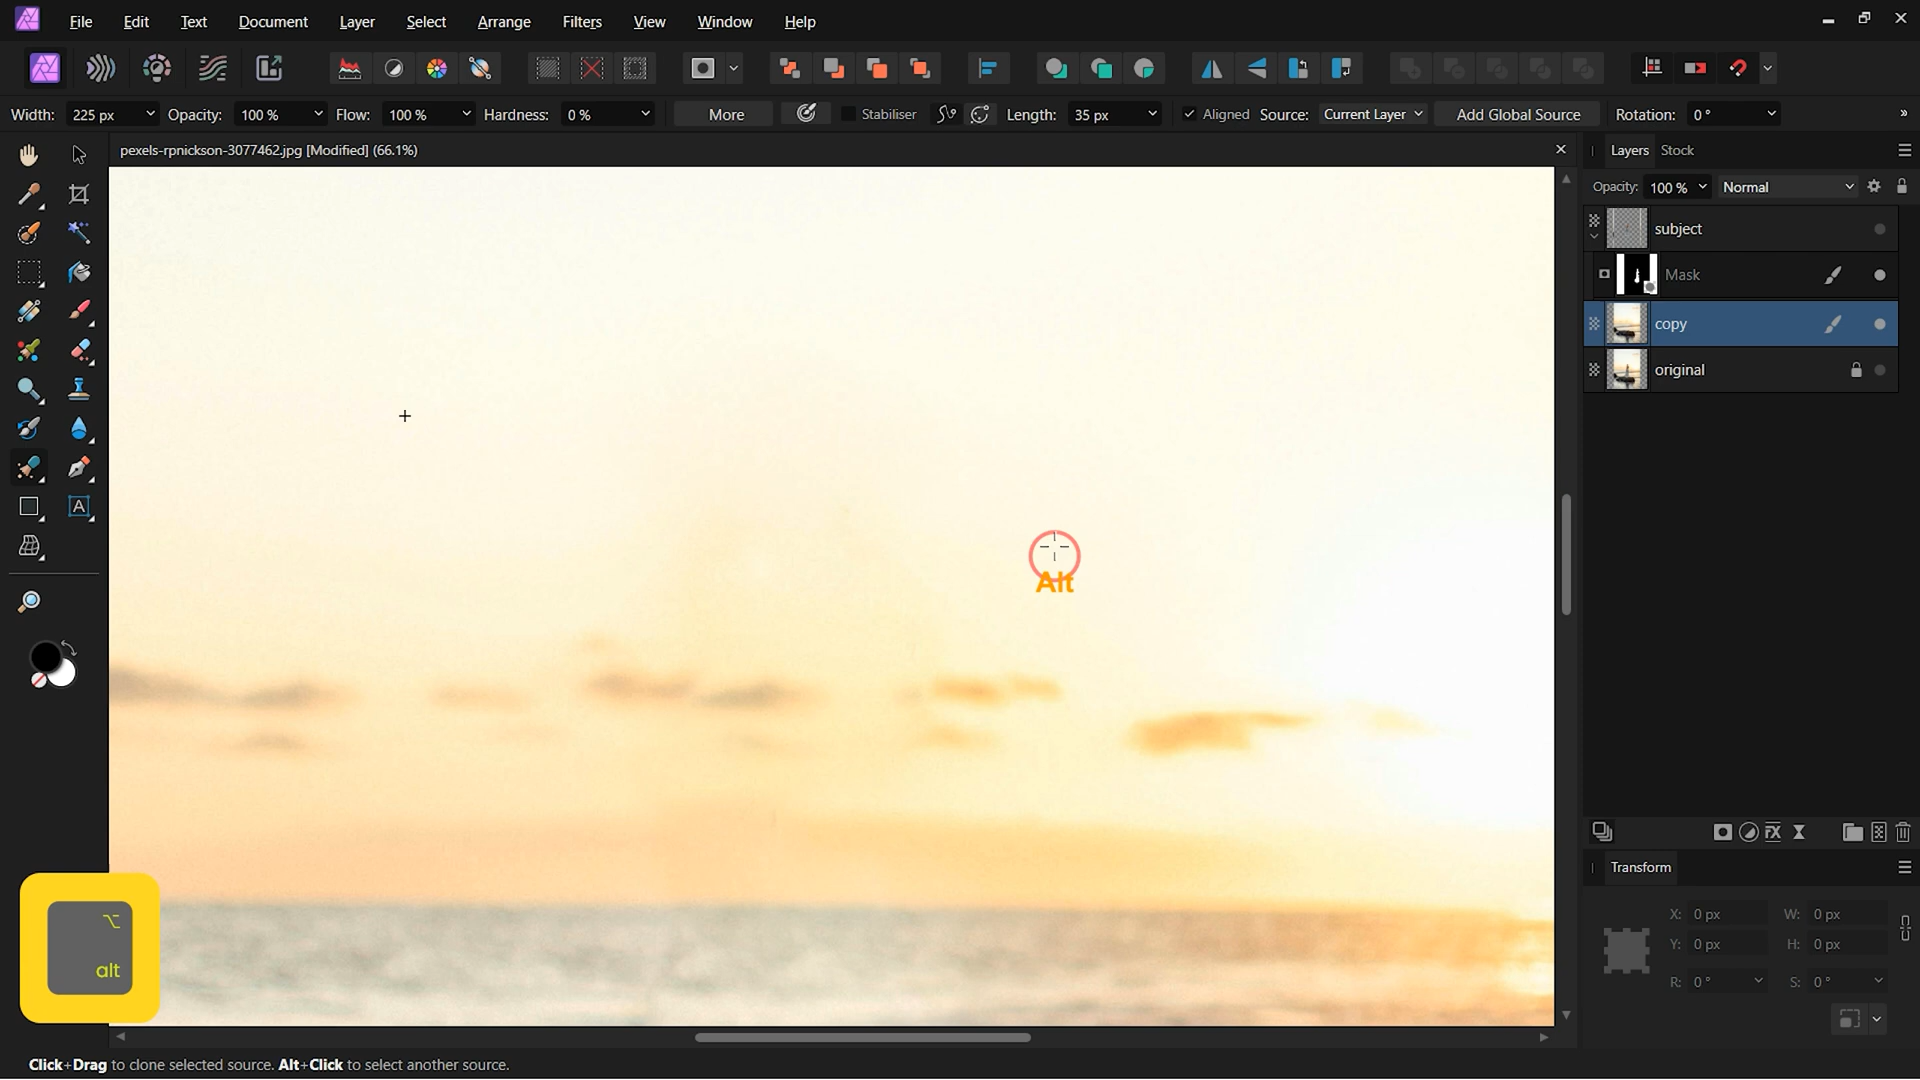 File Edit Text Document Layer Select Arrange Filters View Window Help
Width: 225 px Opacity: 100 % Flow: 100 % Hardness: 0 % More Stabiliser Length: 35 px Aligned Source: Current Layer Add Global Source Rotation: 0 ° »
pexels-rpnickson-3077462.jpg [Modified] (66.1%)
Layers Stock
Opacity: 100 % Normal
subject
Mask
copy
original
Alt
FX
Transform
X: 0 px W: 0 px
Y: 0 px H: 0 px
R: 0 ° S: 0 °
alt
Click+Drag to clone selected source. Alt+Click to select another source.